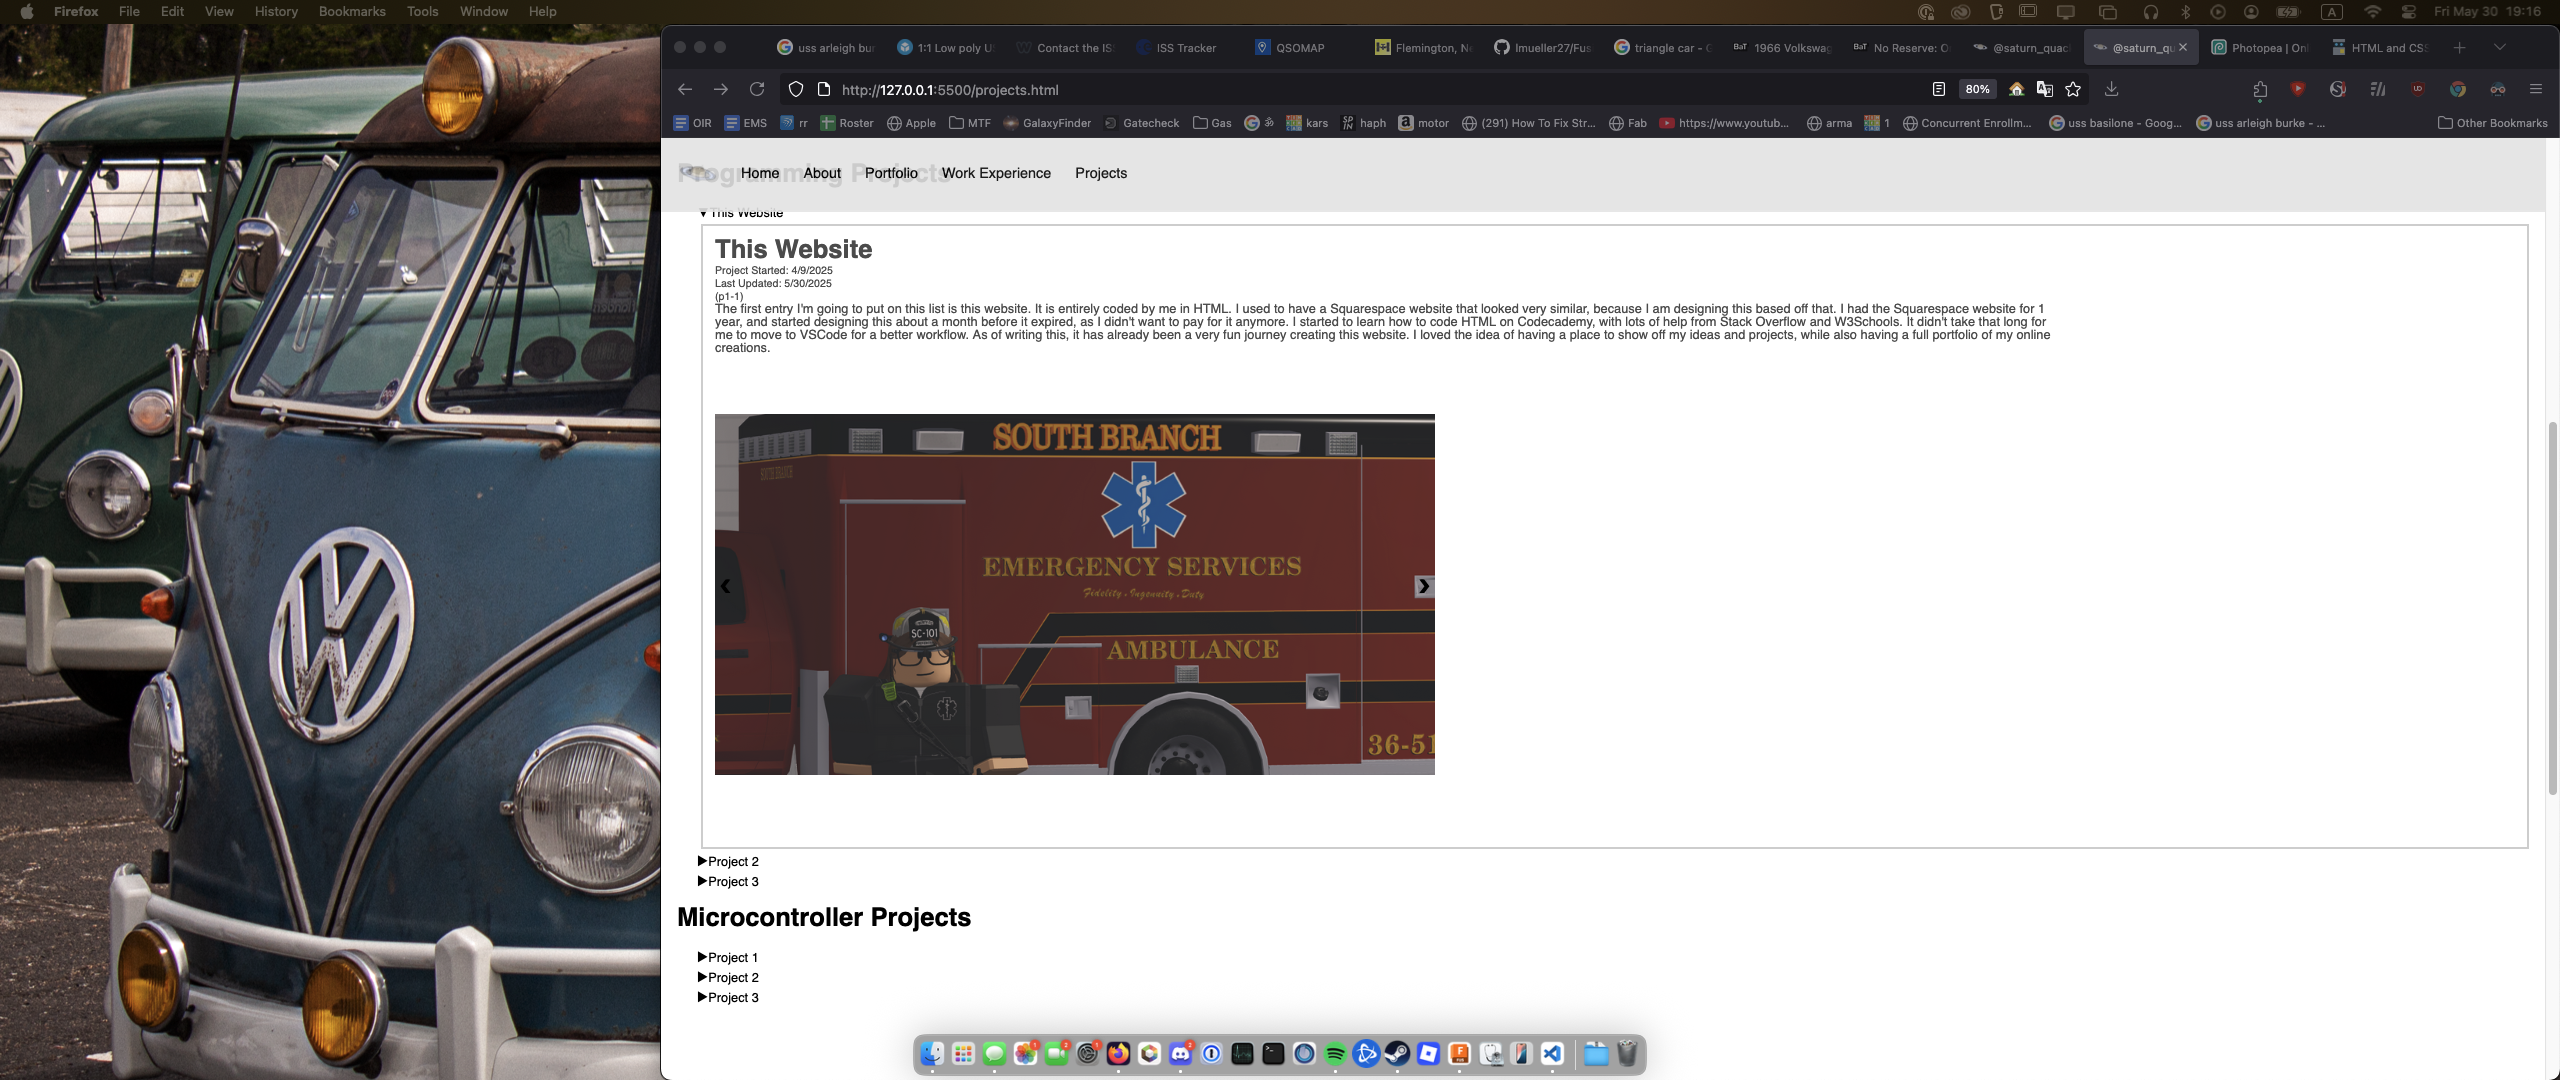 Firefox File Edit View History Bookmarks Tools Window Help
A Fri May 30 19:16
uss arleigh bur 1:1 Low poly U Contact the IS ISS Tracker QSOMAP Flemington, N lmueller27/Fus triangle car - G BaT 1966 Volkswag BaT No Reserve: O @saturn_quac @saturn_qu Photopea | Onl HTML and CSS
http://127.0.0.1:5500/projects.html 80%
OIR EMS rr Roster Apple MTF GalaxyFinder Gatecheck Gas kars haph motor (291) How To Fix Str... Fab https://www.youtub... arma 1 Concurrent Enrollm... uss basilone - Goog... uss arleigh burke - ... Other Bookmarks
Programming Projects
Home About Portfolio Work Experience Projects
▼ This Website
This Website
Project Started: 4/9/2025
Last Updated: 5/30/2025
(p1-1)
The first entry I'm going to put on this list is this website. It is entirely coded by me in HTML. I used to have a Squarespace website that looked very similar, because I am designing this based off that. I had the Squarespace website for 1
year, and started designing this about a month before it expired, as I didn't want to pay for it anymore. I started to learn how to code HTML on Codecademy, with lots of help from Stack Overflow and W3Schools. It didn't take that long for
me to move to VSCode for a better workflow. As of writing this, it has already been a very fun journey creating this website. I loved the idea of having a place to show off my ideas and projects, while also having a full portfolio of my online
creations.
SOUTH BRANCH
SOUTH BRANCH
EMERGENCY SERVICES
Fidelity . Ingenuity . Duty
SC-101
AMBULANCE
36-51
▶Project 2
▶Project 3
Microcontroller Projects
▶Project 1
▶Project 2
▶Project 3